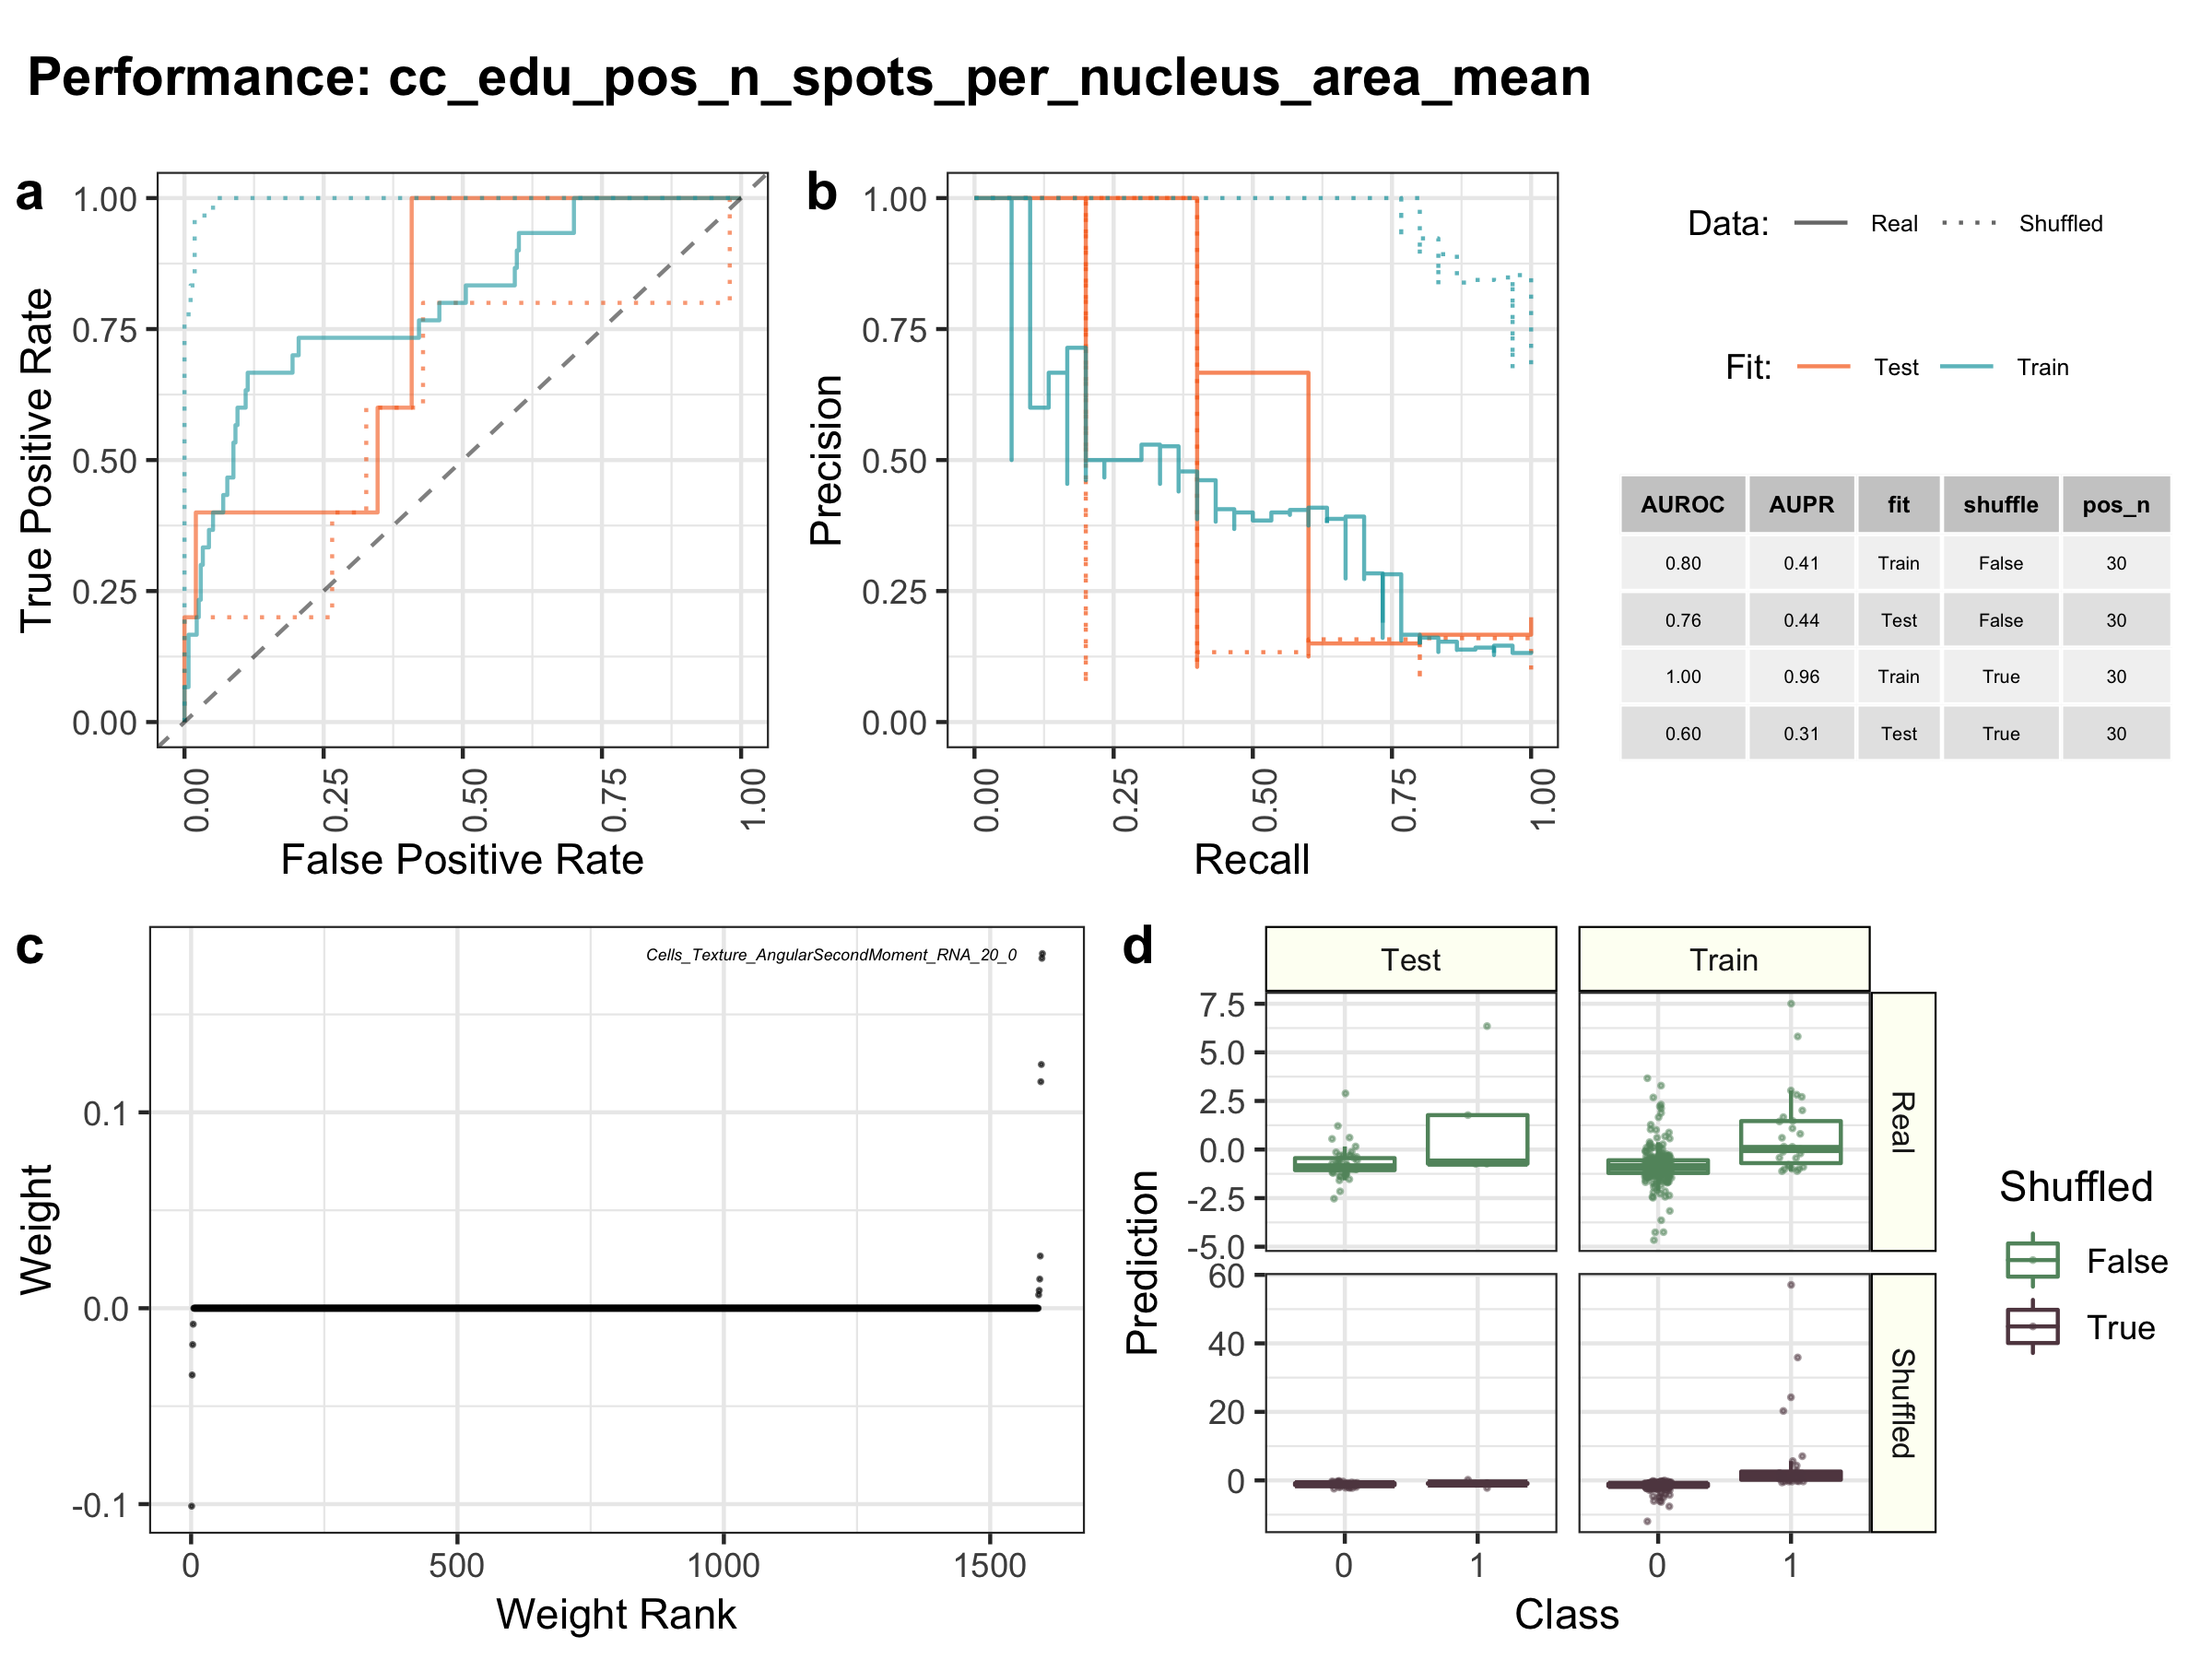 Performance: cc_edu_pos_n_spots_per_nucleus_area_mean
a
1.00
0.75
0.50
0.25
0.00
True Positive Rate
0.00
0.25
0.50
0.75
1.00
False Positive Rate
b
1.00
0.75
0.50
0.25
0.00
Precision
0.00
0.25
0.50
0.75
1.00
Recall
Data: Real Shuffled
Fit: Test Train
AUROC AUPR fit shuffle pos_n
0.80 0.41 Train False 30
0.76 0.44 Test False 30
1.00 0.96 Train True 30
0.60 0.31 Test True 30
c
Cells_Texture_AngularSecondMoment_RNA_20_0
0.1
0.0
-0.1
Weight
0 500 1000 1500
Weight Rank
d
Test Train
7.5
5.0
2.5
0.0
-2.5
-5.0
Real
60
40
20
0
Shuffled
Prediction
0 1 0 1
Class
Shuffled
False
True